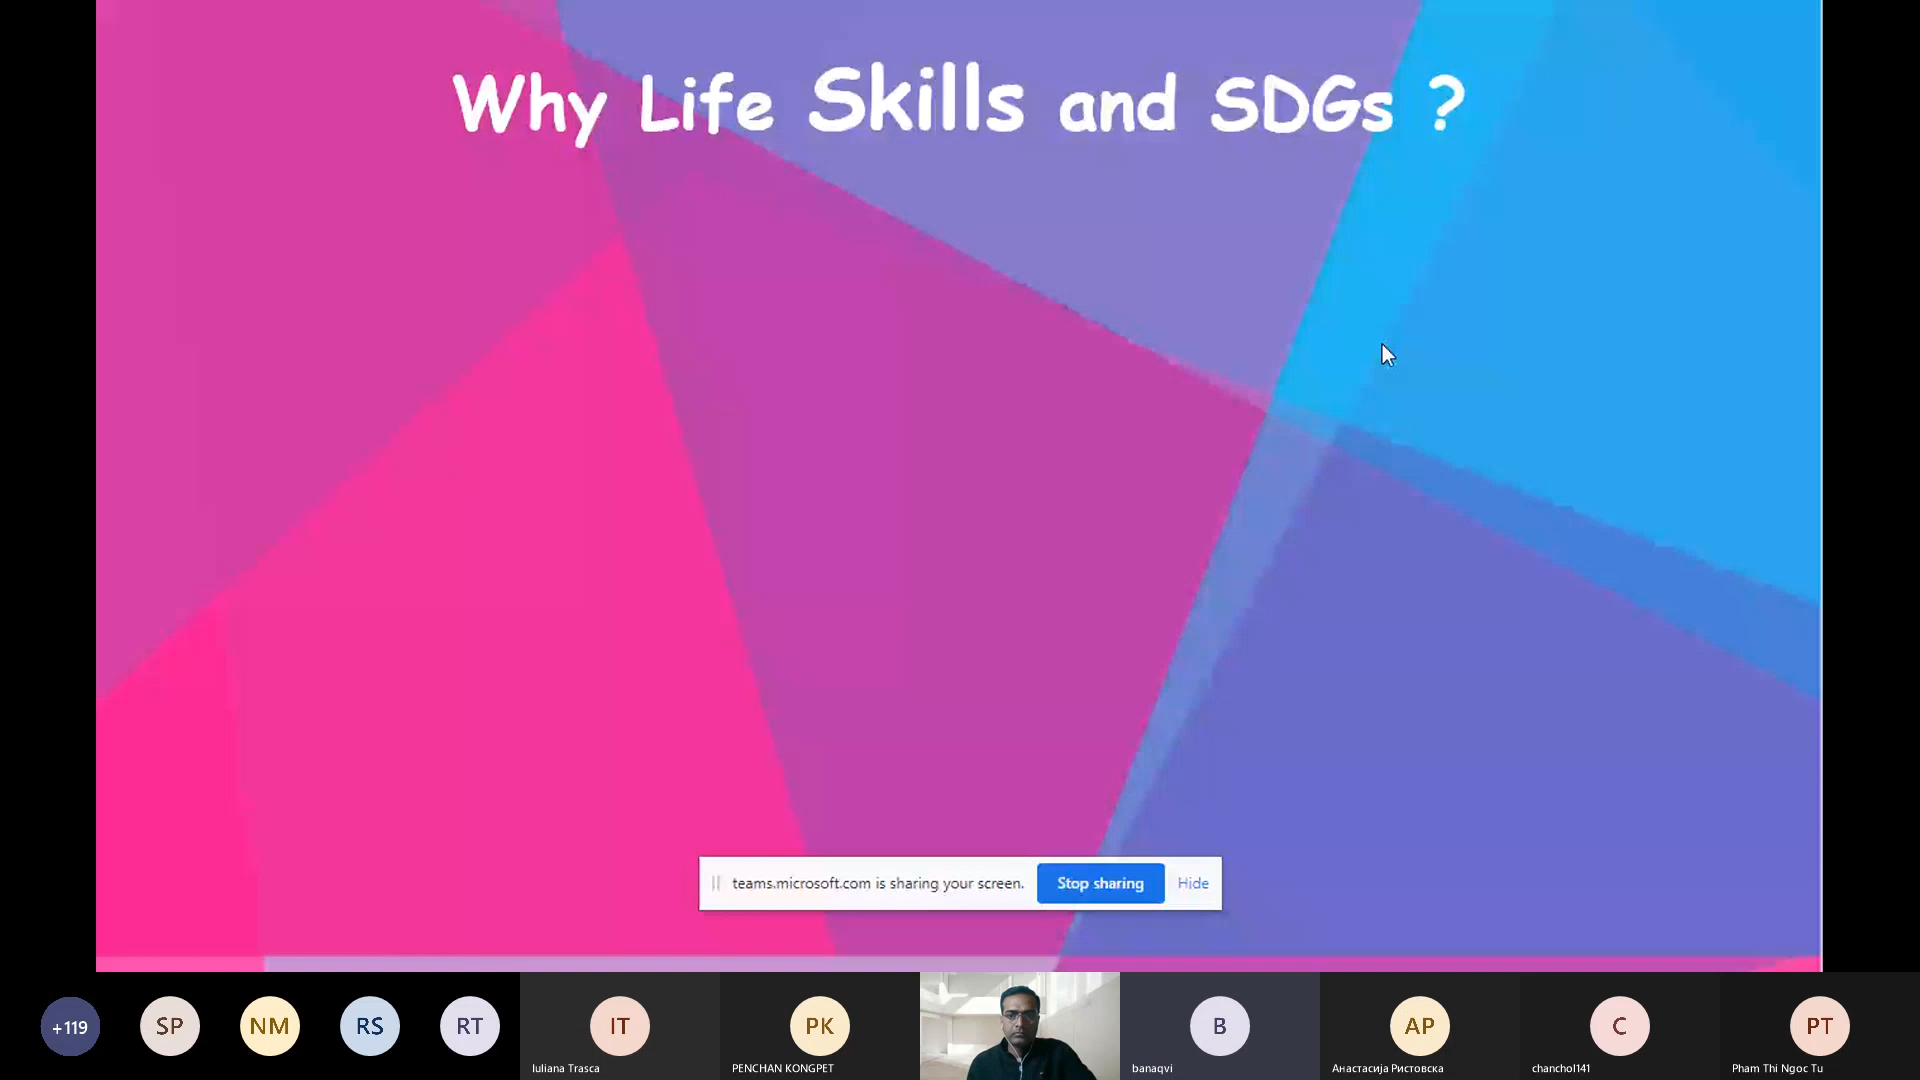 Why Life Skills and SDGs ?
teams.microsoft.com is sharing your screen.
Stop sharing
Hide
+119
SP
NM
RS
RT
IT
PK
B
AP
C
PT
Iuliana Trasca
PENCHAN KONGPET
banaqvi
Анастасија Ристовска
chanchol141
Pham Thi Ngoc Tu